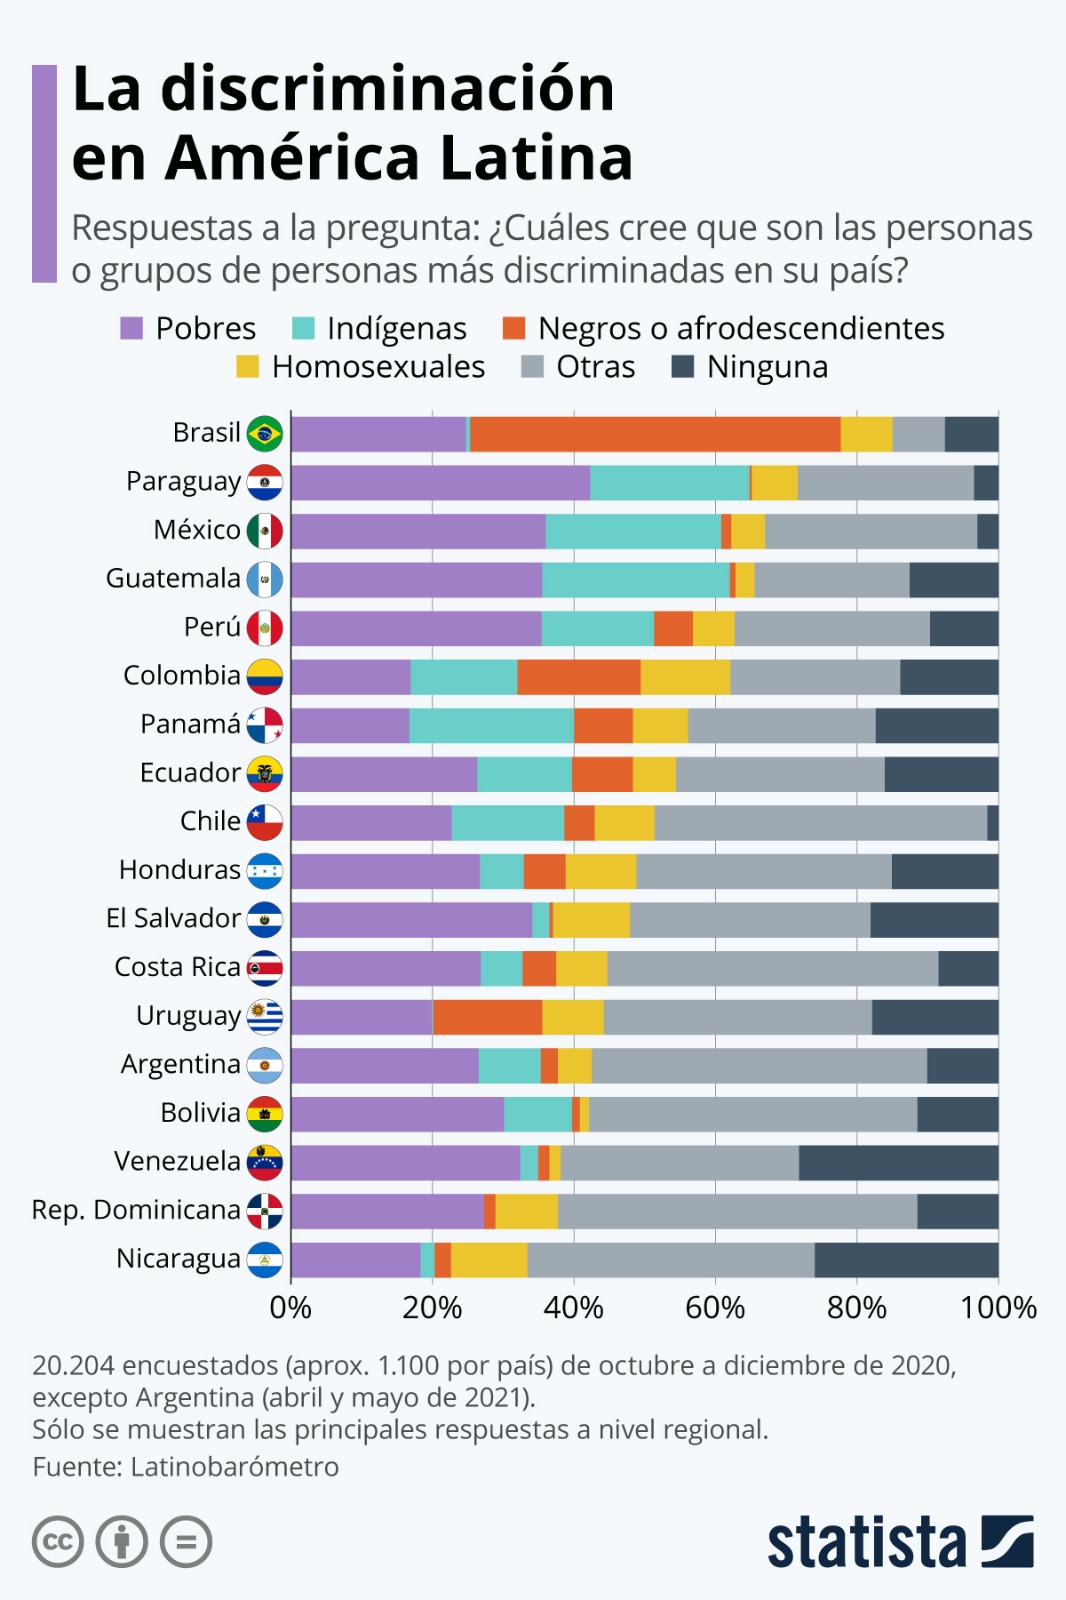 La discriminación
en América Latina
Respuestas a la pregunta: ¿Cuáles cree que son las personas
o grupos de personas más discriminadas en su país?
Pobres Indígenas Negros o afrodescendientes
Homosexuales Otras Ninguna
Brasil
Paraguay
México
Guatemala
Perú
Colombia
Panamá
Ecuador
Chile
Honduras
El Salvador
Costa Rica
Uruguay
Argentina
Bolivia
Venezuela
Rep. Dominicana
Nicaragua
0% 20% 40% 60% 80% 100%
20.204 encuestados (aprox. 1.100 por país) de octubre a diciembre de 2020,
excepto Argentina (abril y mayo de 2021).
Sólo se muestran las principales respuestas a nivel regional.
Fuente: Latinobarómetro
cc = statista